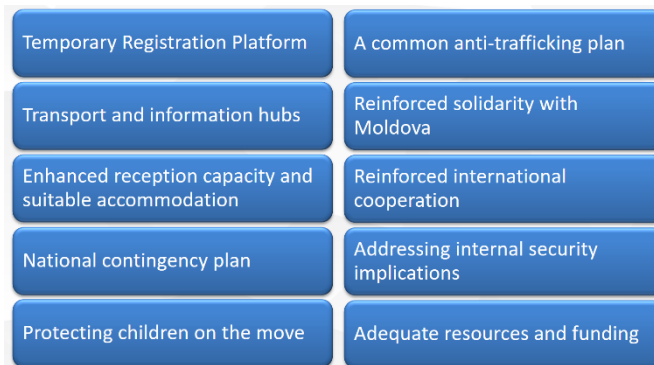 Temporary Registration Platform
Transport and information hubs
Enhanced reception capacity and
suitable accommodation
National contingency plan
Protecting children on the move
A common anti-trafficking plan
Reinforced solidarity with
Moldova
Reinforced international
cooperation
Addressing internal security
implications
Adequate resources and funding